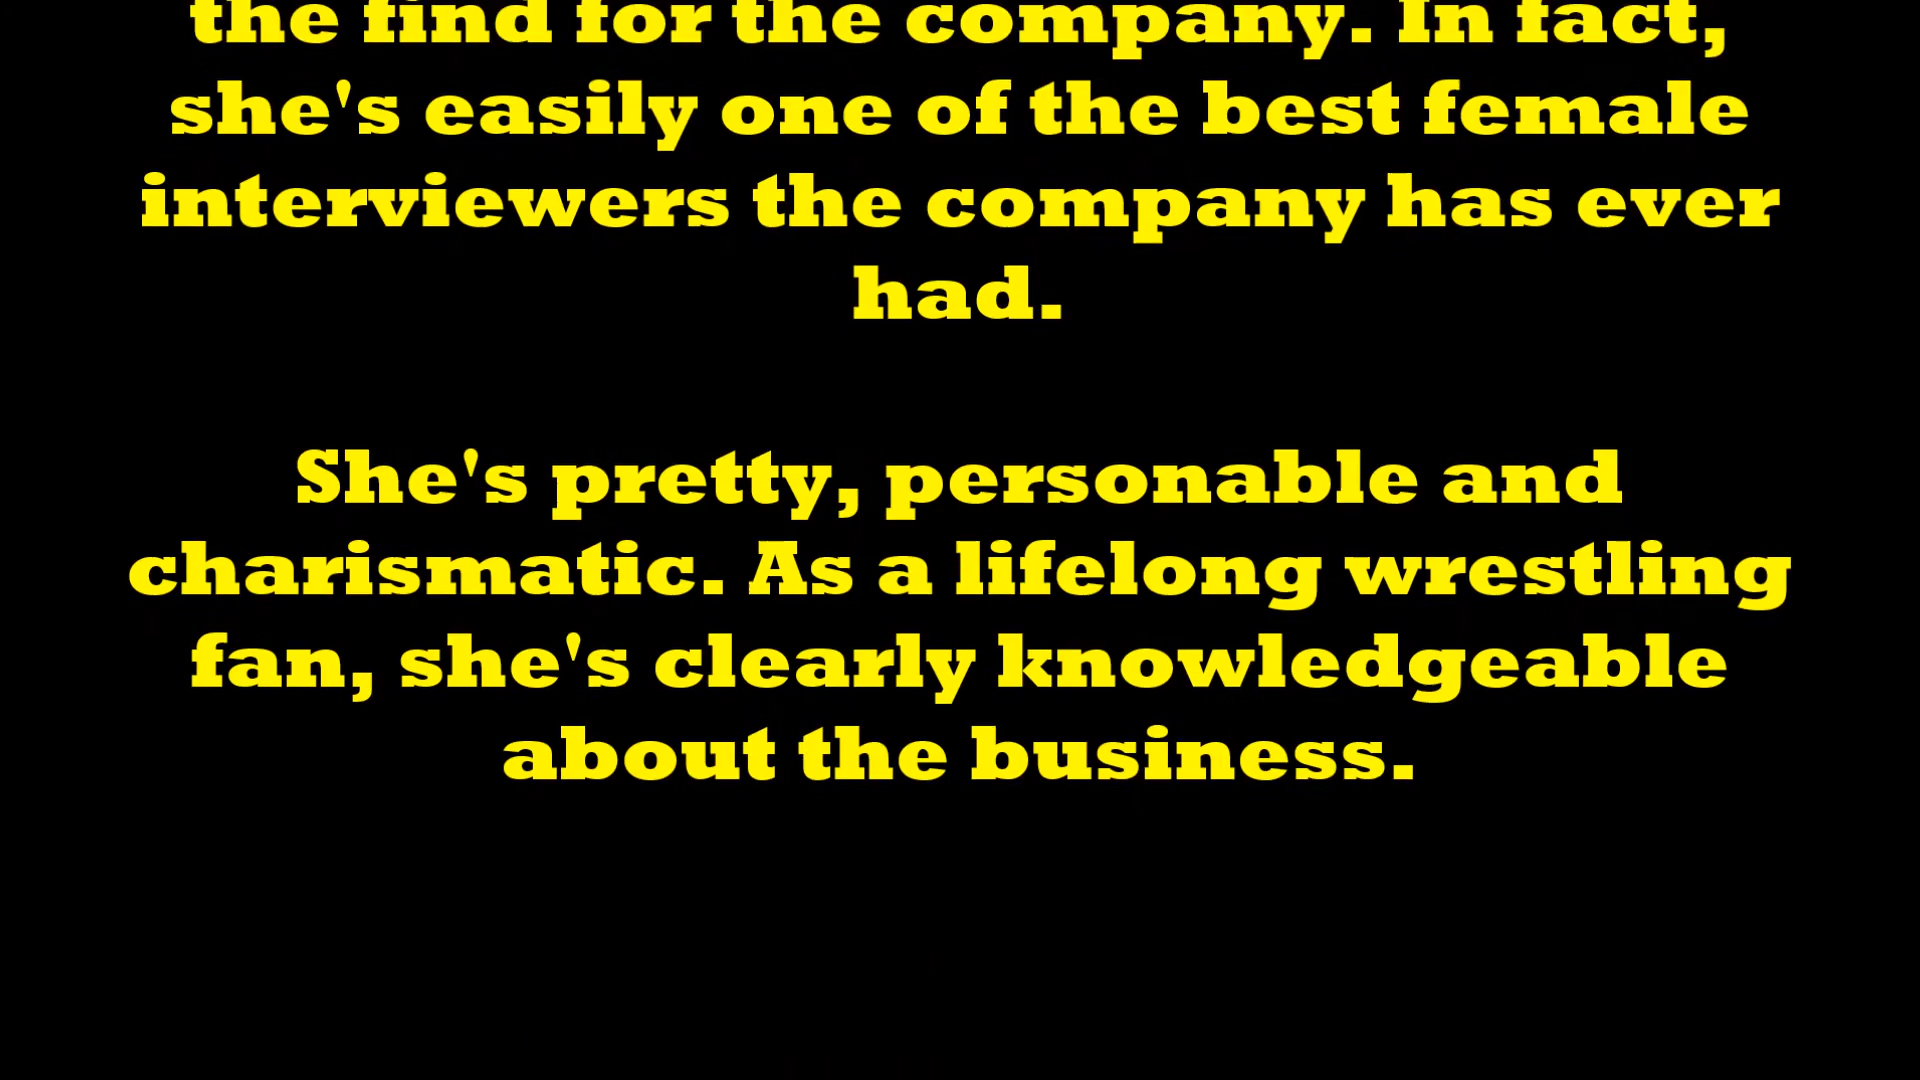 the find for the company. In fact,
she's easily one of the best female
interviewers the company has ever
had.
She's pretty, personable and
charismatic. As a lifelong wrestling
fan, she's clearly knowledgeable
about the business.